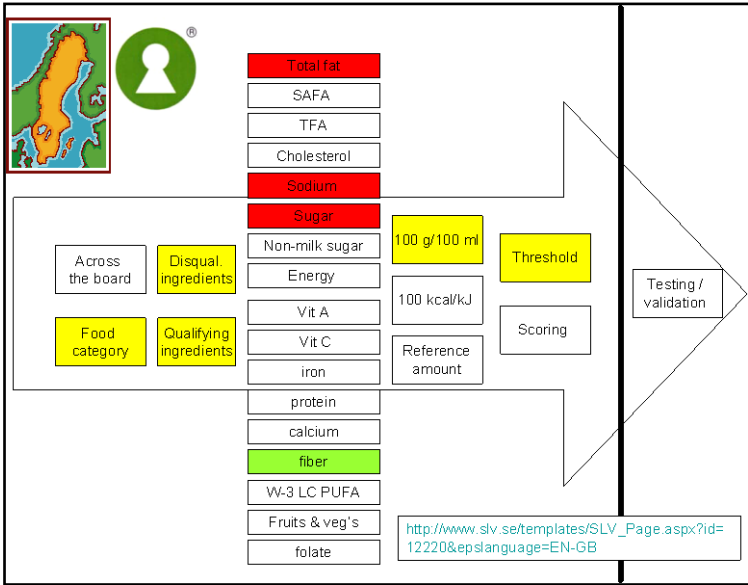 ®
Total fat
SAFA
TFA
Cholesterol
Sodium
Sugar
Non-milk sugar
Energy
Vit A
Vit C
iron
protein
calcium
fiber
W-3 LC PUFA
Fruits & veg's
folate
Across
the board
Disqual.
ingredients
Food
category
Qualifying
ingredients
100 g/100 ml
100 kcal/kJ
Reference
amount
Threshold
Scoring
Testing /
validation
http://www.slv.se/templates/SLV_Page.aspx?id=
12220&epslanguage=EN-GB